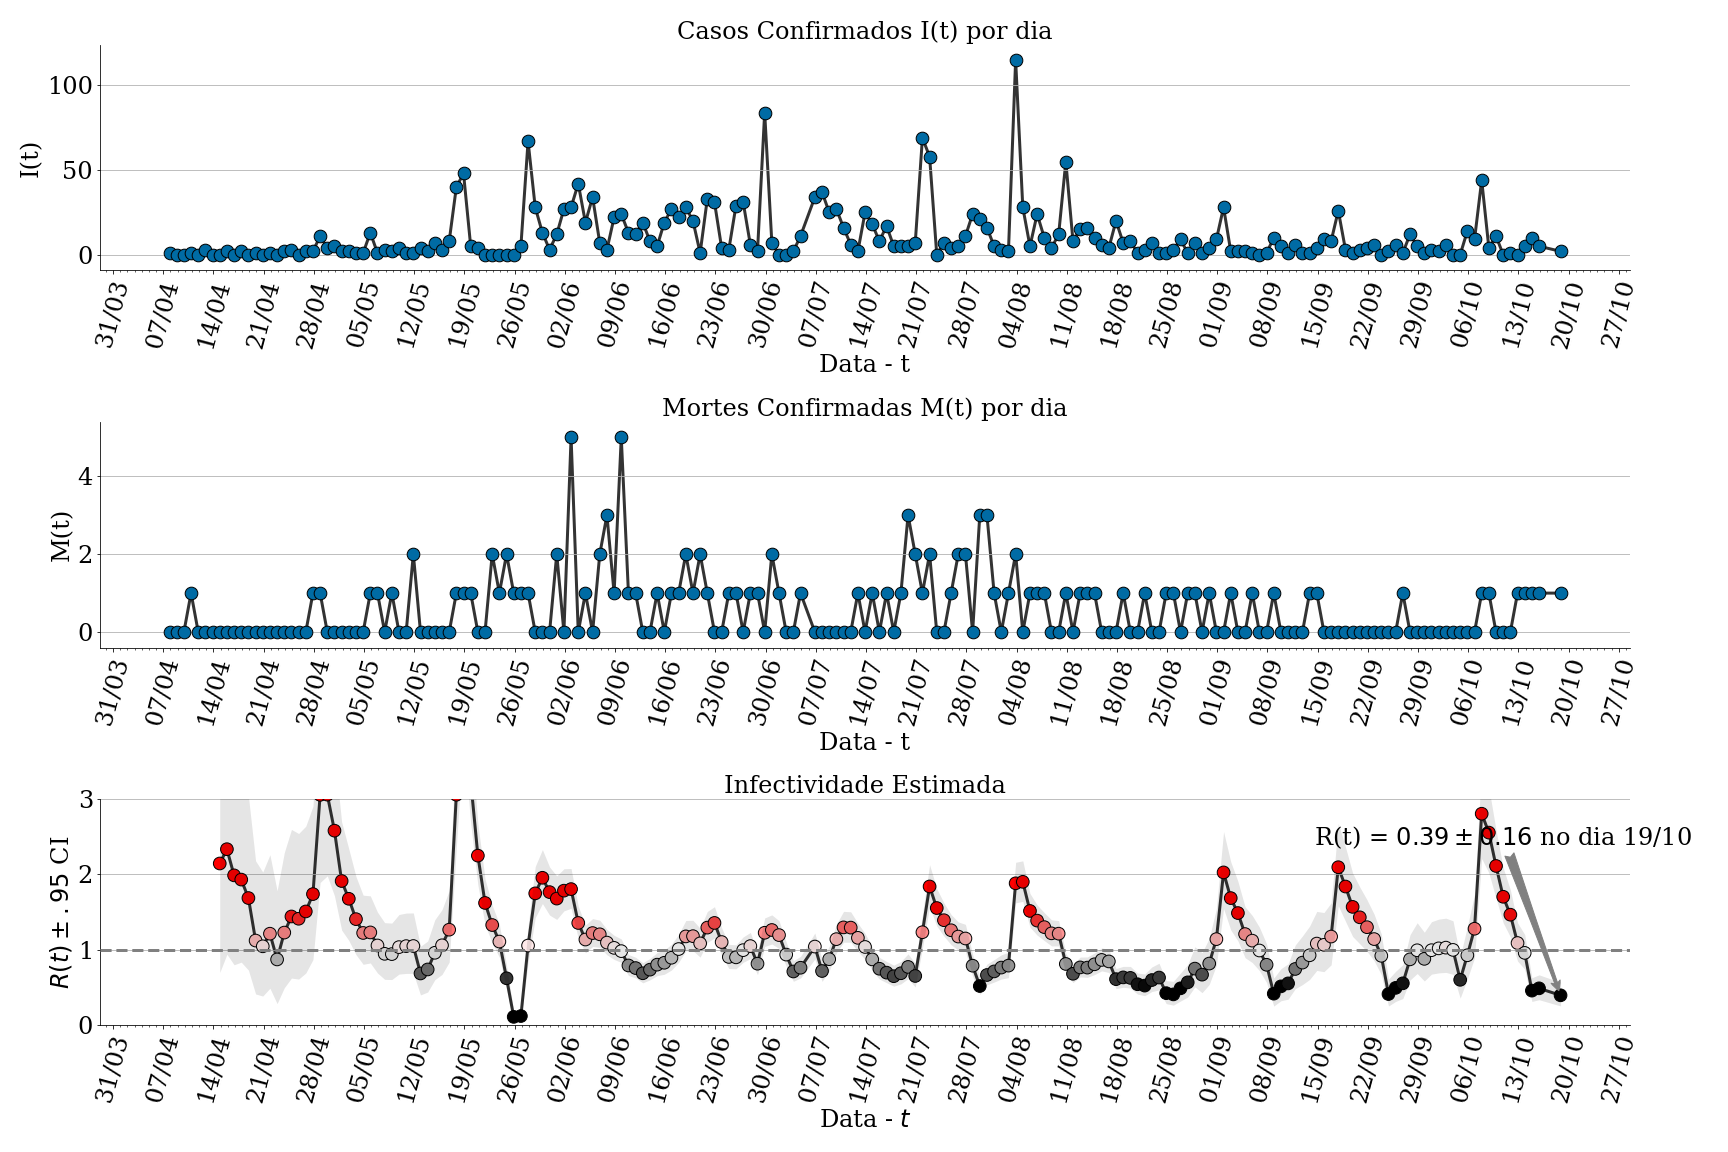 Casos Confirmados I(t) por dia
100
50
0
I(t)
31/03 07/04 14/04 21/04 28/04 05/05 12/05 19/05 26/05 02/06 09/06 16/06 23/06 30/06 07/07 14/07 21/07 28/07 04/08 11/08 18/08 25/08 01/09 08/09 15/09 22/09 29/09 06/10 13/10 20/10 27/10
Data - t
Mortes Confirmadas M(t) por dia
4
2
0
M(t)
31/03 07/04 14/04 21/04 28/04 05/05 12/05 19/05 26/05 02/06 09/06 16/06 23/06 30/06 07/07 14/07 21/07 28/07 04/08 11/08 18/08 25/08 01/09 08/09 15/09 22/09 29/09 06/10 13/10 20/10 27/10
Data - t
Infectividade Estimada
3
2
1
0
R(t) ± .95 CI
R(t) = 0.39 ± 0.16 no dia 19/10
31/03 07/04 14/04 21/04 28/04 05/05 12/05 19/05 26/05 02/06 09/06 16/06 23/06 30/06 07/07 14/07 21/07 28/07 04/08 11/08 18/08 25/08 01/09 08/09 15/09 22/09 29/09 06/10 13/10 20/10 27/10
Data - t